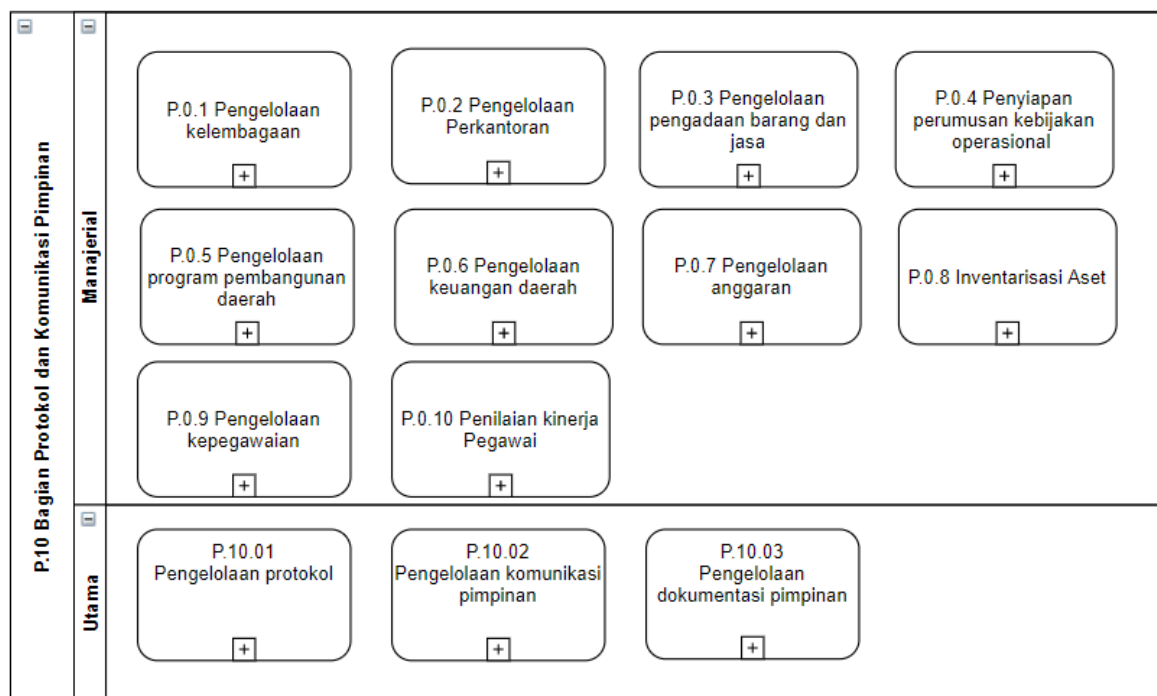 P.10 Bagian Protokol dan Komunikasi Pimpinan
Manajerial
P.0.1 Pengelolaan
kelembagaan
P.0.2 Pengelolaan
Perkantoran
P.0.3 Pengelolaan
pengadaan barang dan
jasa
P.0.4 Penyiapan
perumusan kebijakan
operasional
P.0.5 Pengelolaan
program pembangunan
daerah
P.0.6 Pengelolaan
keuangan daerah
P.0.7 Pengelolaan
anggaran
P.0.8 Inventarisasi Aset
P.0.9 Pengelolaan
kepegawaian
P.0.10 Penilaian kinerja
Pegawai
Utama
P.10.01
Pengelolaan protokol
P.10.02
Pengelolaan komunikasi
pimpinan
P.10.03
Pengelolaan
dokumentasi pimpinan